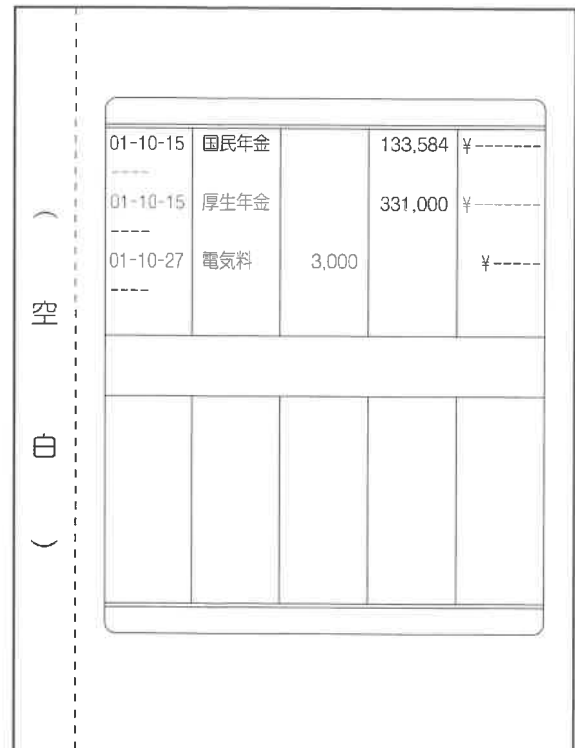 01-10-15 国民年金 133,584 ¥-------
----
01-10-15 厚生年金 331,000 ¥-------
----
01-10-27 電気料 3,000 ¥-----
----
（空白）